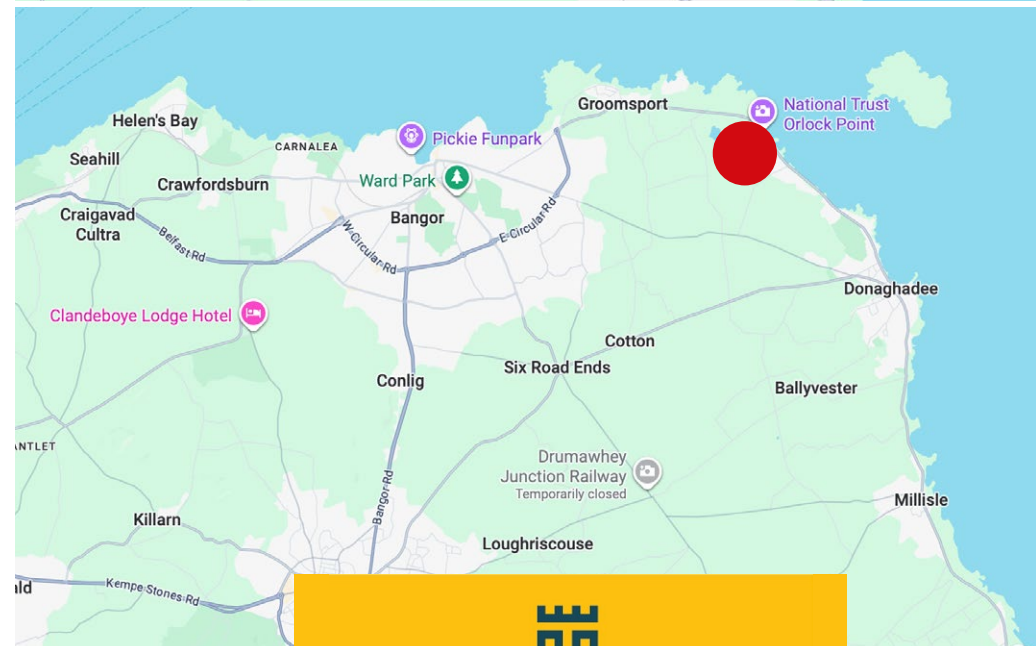 Groomsport
National Trust
Orlock Point
Helen's Bay
Pickie Funpark
CARNALEA
Seahill
Ward Park
Crawfordsburn
Craigavad
Cultra
Bangor
W Circular Rd
E Circular Rd
Belfast Rd
Donaghadee
Clandeboye Lodge Hotel
Cotton
Six Road Ends
Conlig
Ballyvester
ANTLET
Drumawhey
Junction Railway
Temporarily closed
Bangor Rd
Millisle
Killarn
Loughriscouse
ald
Kempe Stones Rd